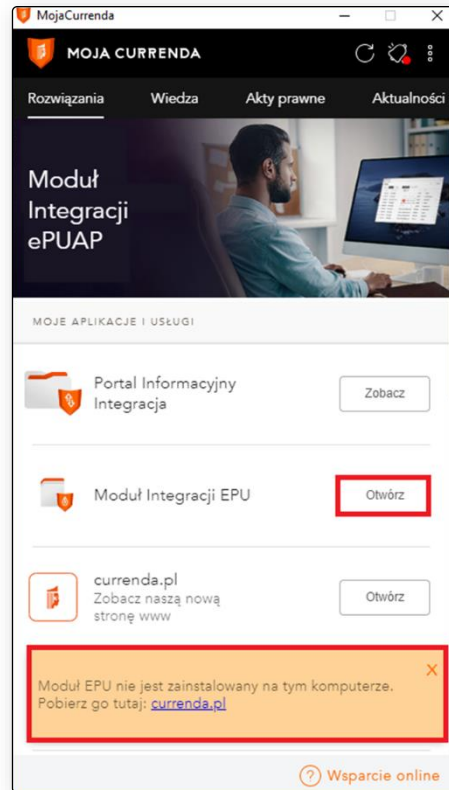 MojaCurrenda
MOJA CURRENDA
Rozwiązania Wiedza Akty prawne Aktualności
Moduł
Integracji
ePUAP
MOJE APLIKACJE I USŁUGI
Portal Informacyjny
Integracja
Zobacz
Moduł Integracji EPU
Otwórz
currenda.pl
Zobacz naszą nową
stronę www
Otwórz
X
Moduł EPU nie jest zainstalowany na tym komputerze.
Pobierz go tutaj: currenda.pl
? Wsparcie online